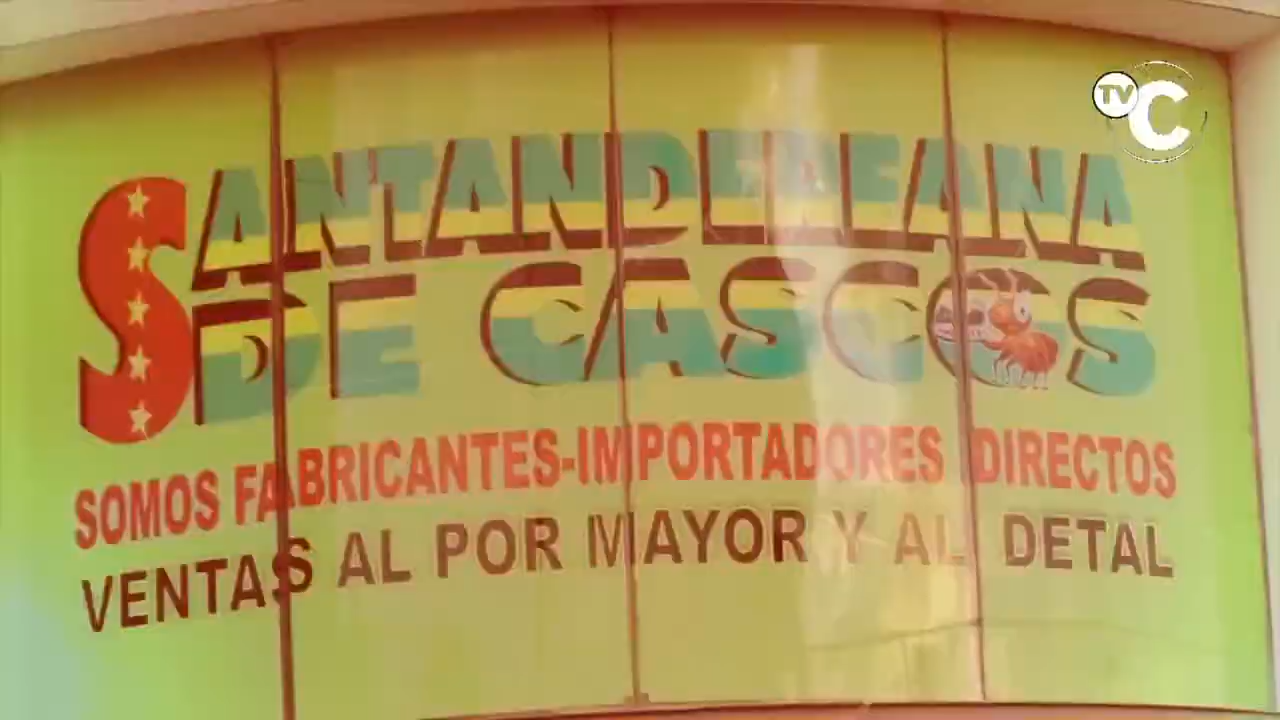 TV C
SANTANDEREANA
DE CASCOS
SOMOS FABRICANTES-IMPORTADORES DIRECTOS
VENTAS AL POR MAYOR Y AL DETAL